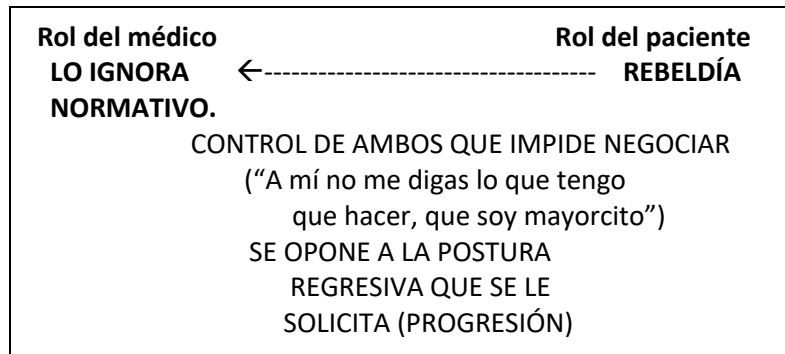 Rol del médico Rol del paciente
LO IGNORA ←------------------------------------- REBELDÍA
NORMATIVO.
CONTROL DE AMBOS QUE IMPIDE NEGOCIAR
(“A mí no me digas lo que tengo
que hacer, que soy mayorcito”)
SE OPONE A LA POSTURA
REGRESIVA QUE SE LE
SOLICITA (PROGRESIÓN)